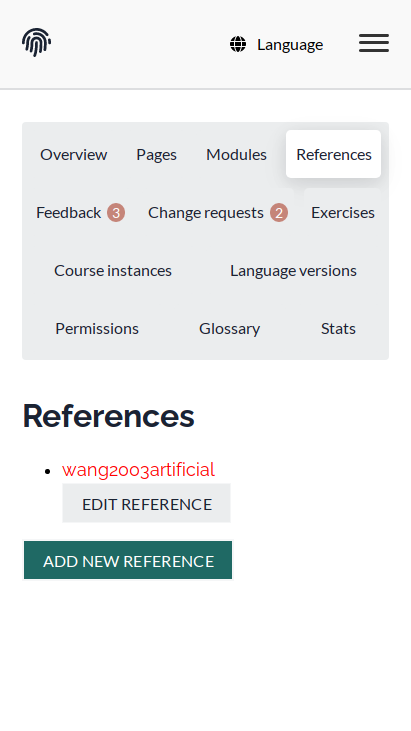 Language
Overview Pages Modules References
Feedback 3 Change requests 2 Exercises
Course instances Language versions
Permissions Glossary Stats
References
wang2003artificial
EDIT REFERENCE
ADD NEW REFERENCE